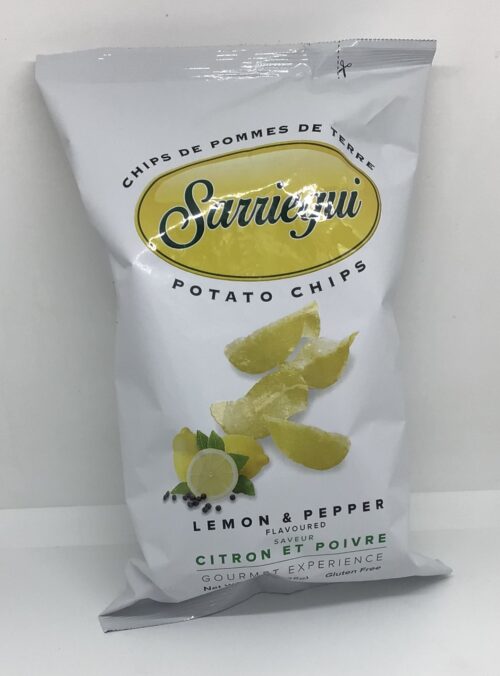 CHIPS DE POMMES DE TERRE
Sarriegui
POTATO CHIPS
LEMON & PEPPER
FLAVOURED
SAVEUR
CITRON ET POIVRE
GOURMET EXPERIENCE
Net Gluten Free